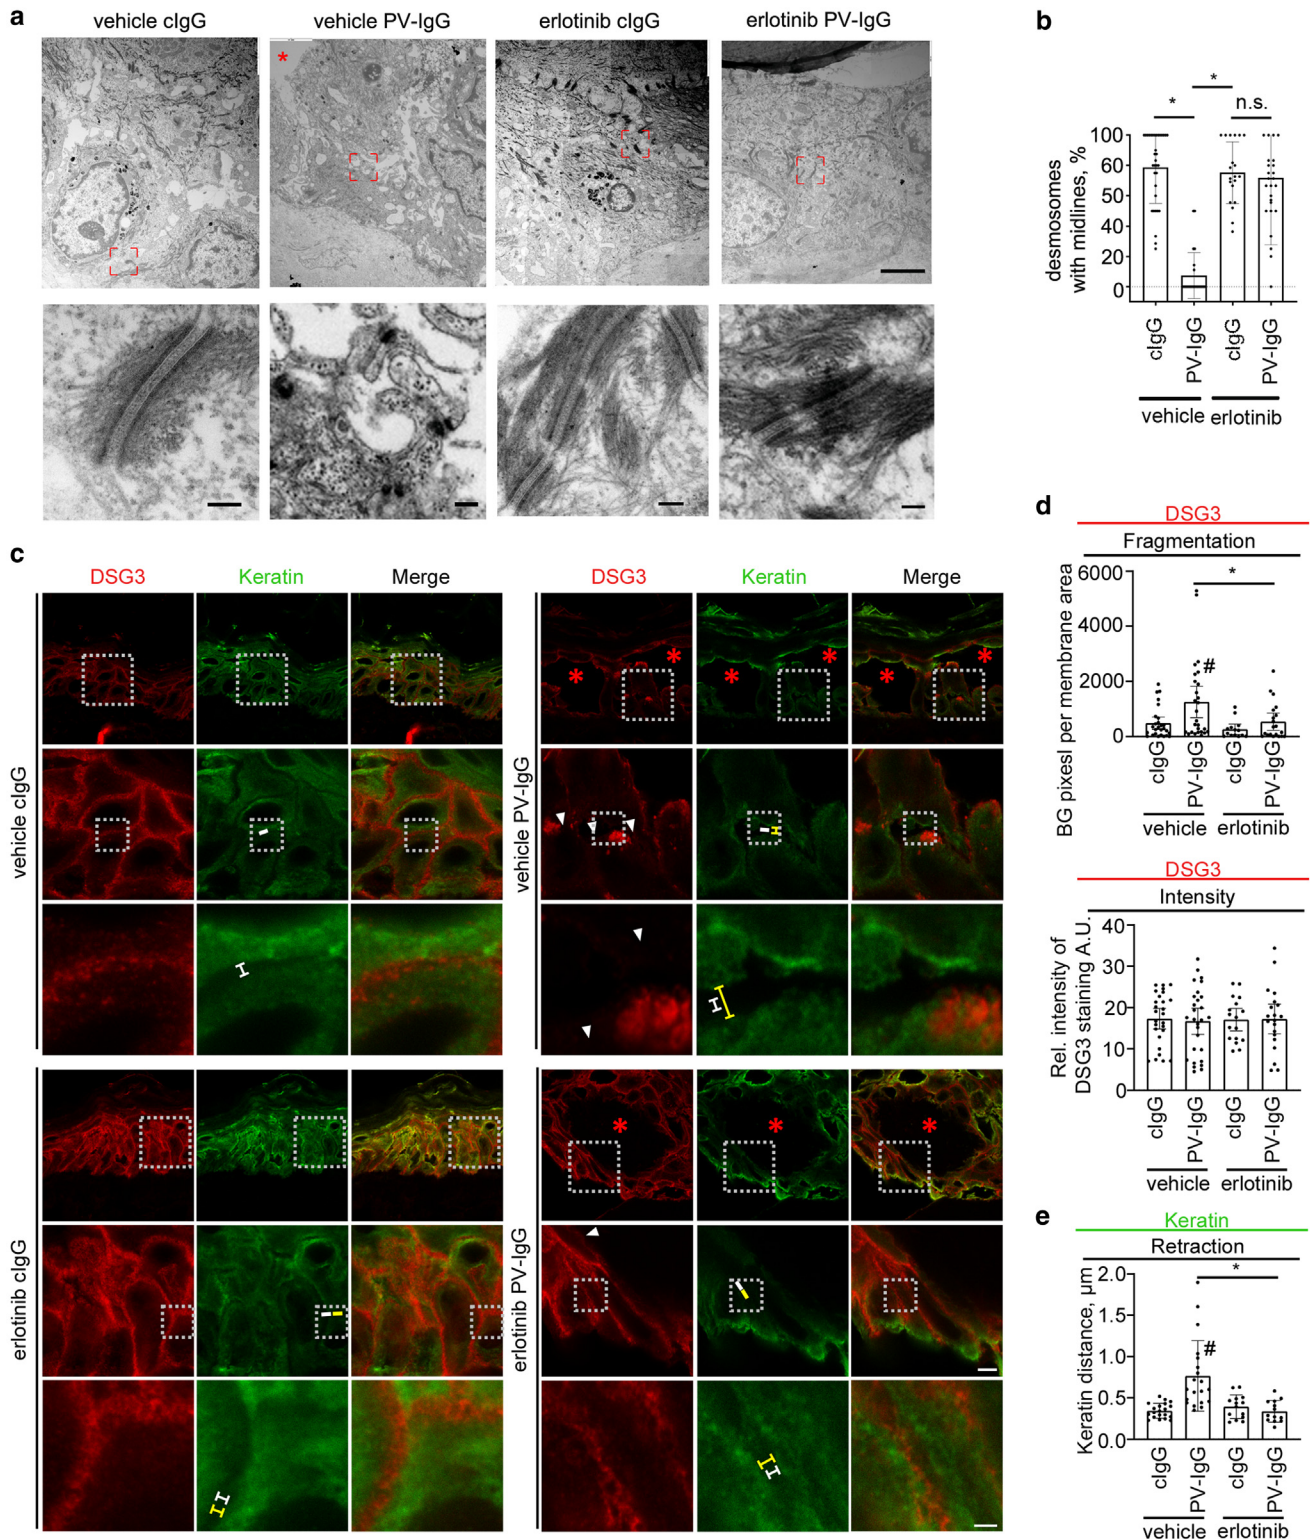 a
vehicle cIgG
vehicle PV-IgG
erlotinib cIgG
erlotinib PV-IgG
*
b
* 
*
n.s.
desmosomes
with midlines, %
100
60
50
40
20
0
cIgG
PV-IgG
cIgG
PV-IgG
vehicle
erlotinib
c
DSG3
Keratin
Merge
DSG3
Keratin
Merge
vehicle cIgG
vehicle PV-IgG
* *
* *
* *
erlotinib cIgG
erlotinib PV-IgG
*
*
*
d
DSG3
Fragmentation
BG pixesl per membrane area
6000
4000
2000
0
*
#
cIgG
PV-IgG
cIgG
PV-IgG
vehicle
erlotinib
DSG3
Intensity
Rel. intensity of
DSG3 staining A.U.
40
30
20
10
0
cIgG
PV-IgG
cIgG
PV-IgG
vehicle
erlotinib
e
Keratin
Retraction
Keratin distance, µm
2.0
1.5
1.0
0.5
0.0
*
#
cIgG
PV-IgG
cIgG
PV-IgG
vehicle
erlotinib